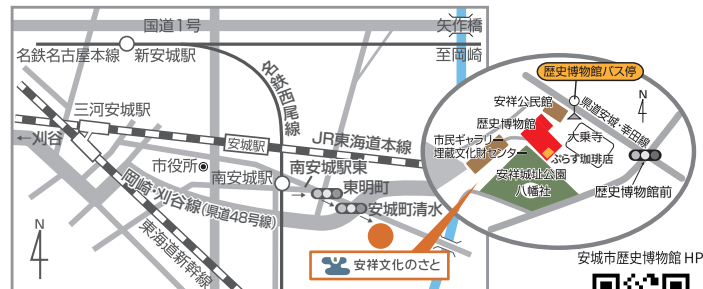 国道1号
矢作橋
名鉄名古屋本線
新安城駅
至岡崎
名鉄西尾線
歴史博物館バス停
安祥公民館
県道安城・幸田線
N
三河安城駅
歴史博物館
大乗寺
←刈谷
安城駅
JR東海道本線
市民ギャラリー
埋蔵文化財センター
ぶらす珈琲店
市役所
南安城駅東
安祥城址公園
八幡社
岡崎・刈谷線(県道48号線)
南安城駅
東明町
歴史博物館前
安城町清水
N
東海道新幹線
安祥文化のさと
安城市歴史博物館 HP